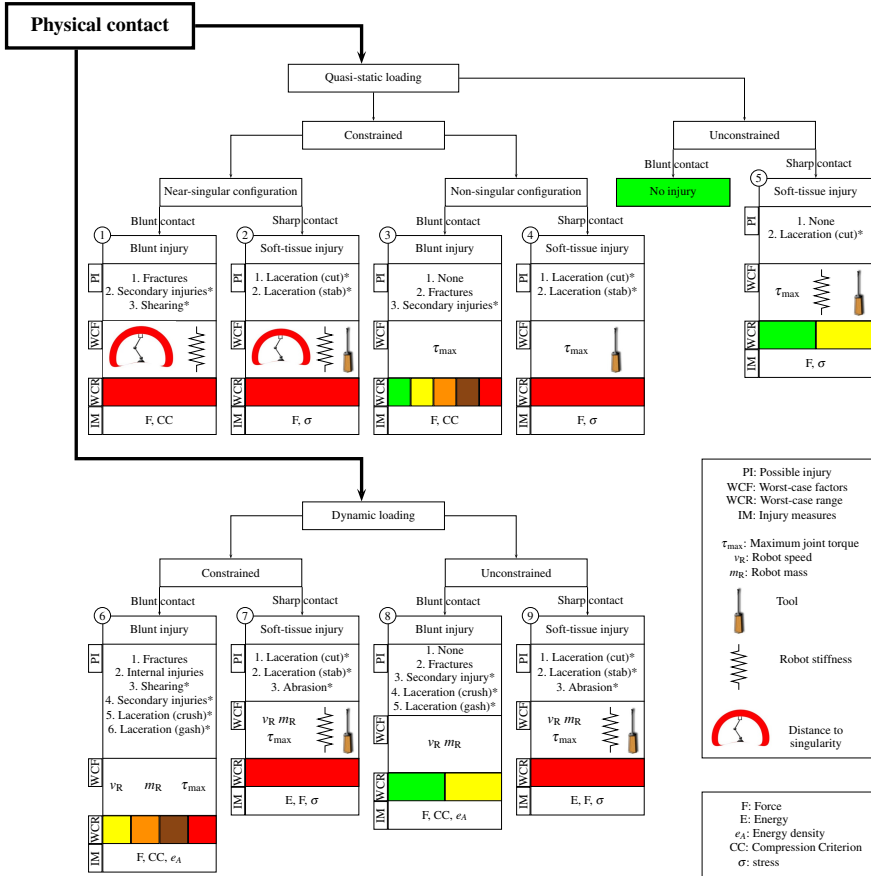 Physical contact
Quasi-static loading
Constrained
Unconstrained
Blunt contact
Sharp contact
Near-singular configuration
Non-singular configuration
No injury
5
Soft-tissue injury
PI
1. None
2. Laceration (cut)*
WCF
τmax
WCR
IM
F, σ
Blunt contact
Sharp contact
Blunt contact
Sharp contact
1
Blunt injury
PI
1. Fractures
2. Secondary injuries*
3. Shearing*
WCF
WCR
IM
F, CC
2
Soft-tissue injury
PI
1. Laceration (cut)*
2. Laceration (stab)*
WCF
WCR
IM
F, σ
3
Blunt injury
PI
1. None
2. Fractures
3. Secondary injuries*
WCF
τmax
WCR
IM
F, CC
4
Soft-tissue injury
PI
1. Laceration (cut)*
2. Laceration (stab)*
WCF
τmax
WCR
IM
F, σ
Dynamic loading
Constrained
Unconstrained
Blunt contact
Sharp contact
Blunt contact
Sharp contact
6
Blunt injury
PI
1. Fractures
2. Internal injuries
3. Shearing*
4. Secondary injuries*
5. Laceration (crush)*
6. Laceration (gash)*
WCF
vR mR τmax
WCR
IM
F, CC, eA
7
Soft-tissue injury
PI
1. Laceration (cut)*
2. Laceration (stab)*
3. Abrasion*
WCF
vR mR
τmax
WCR
IM
E, F, σ
8
Blunt injury
PI
1. None
2. Fractures
3. Secondary injury*
4. Laceration (crush)*
5. Laceration (gash)*
WCF
vR mR
WCR
IM
F, CC, eA
9
Soft-tissue injury
PI
1. Laceration (cut)*
2. Laceration (stab)*
3. Abrasion*
WCF
vR mR
τmax
WCR
IM
E, F, σ
PI: Possible injury
WCF: Worst-case factors
WCR: Worst-case range
IM: Injury measures
τmax: Maximum joint torque
vR: Robot speed
mR: Robot mass
Tool
Robot stiffness
Distance to
singularity
F: Force
E: Energy
eA: Energy density
CC: Compression Criterion
σ: stress